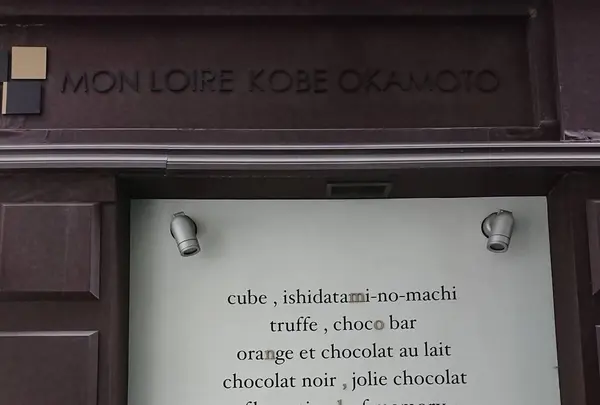 MON LOIRE KOBE OKAMOTO
cube , ishidatami-no-machi
truffe , choco bar
orange et chocolat au lait
chocolat noir , jolie chocolat